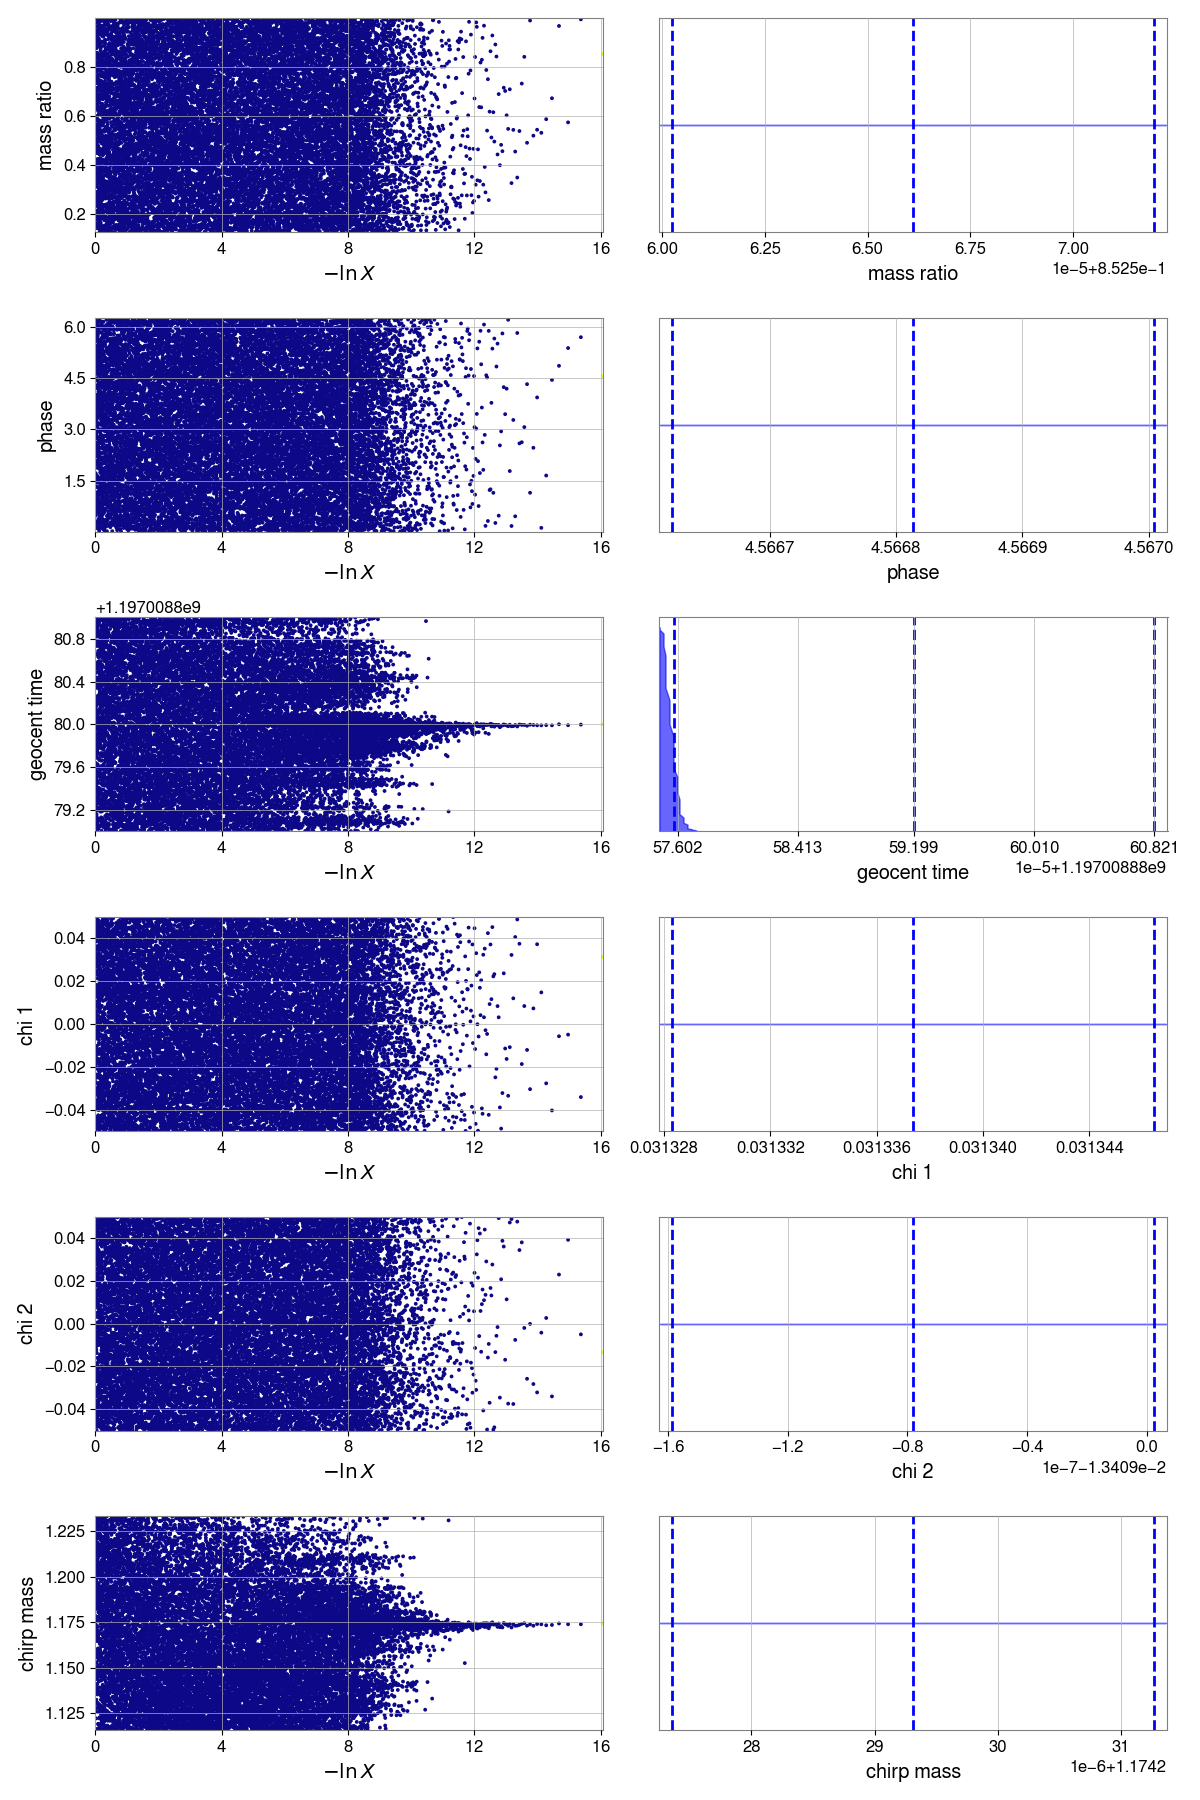 mass ratio
0.8
0.6
0.4
0.2
0 4 8 12 16
−ln X
6.00 6.25 6.50 6.75 7.00
1e−5+8.525e−1
mass ratio
phase
6.0
4.5
3.0
1.5
0 4 8 12 16
−ln X
4.5667 4.5668 4.5669 4.5670
phase
+1.1970088e9
geocent time
80.8
80.4
80.0
79.6
79.2
0 4 8 12 16
−ln X
57.602 58.413 59.199 60.010 60.821
1e−5+1.19700888e9
geocent time
chi 1
0.04
0.02
0.00
−0.02
−0.04
0 4 8 12 16
−ln X
0.031328 0.031332 0.031336 0.031340 0.031344
chi 1
chi 2
0.04
0.02
0.00
−0.02
−0.04
0 4 8 12 16
−ln X
−1.6 −1.2 −0.8 −0.4 0.0
1e−7−1.3409e−2
chi 2
chirp mass
1.225
1.200
1.175
1.150
1.125
0 4 8 12 16
−ln X
28 29 30 31
1e−6+1.1742
chirp mass